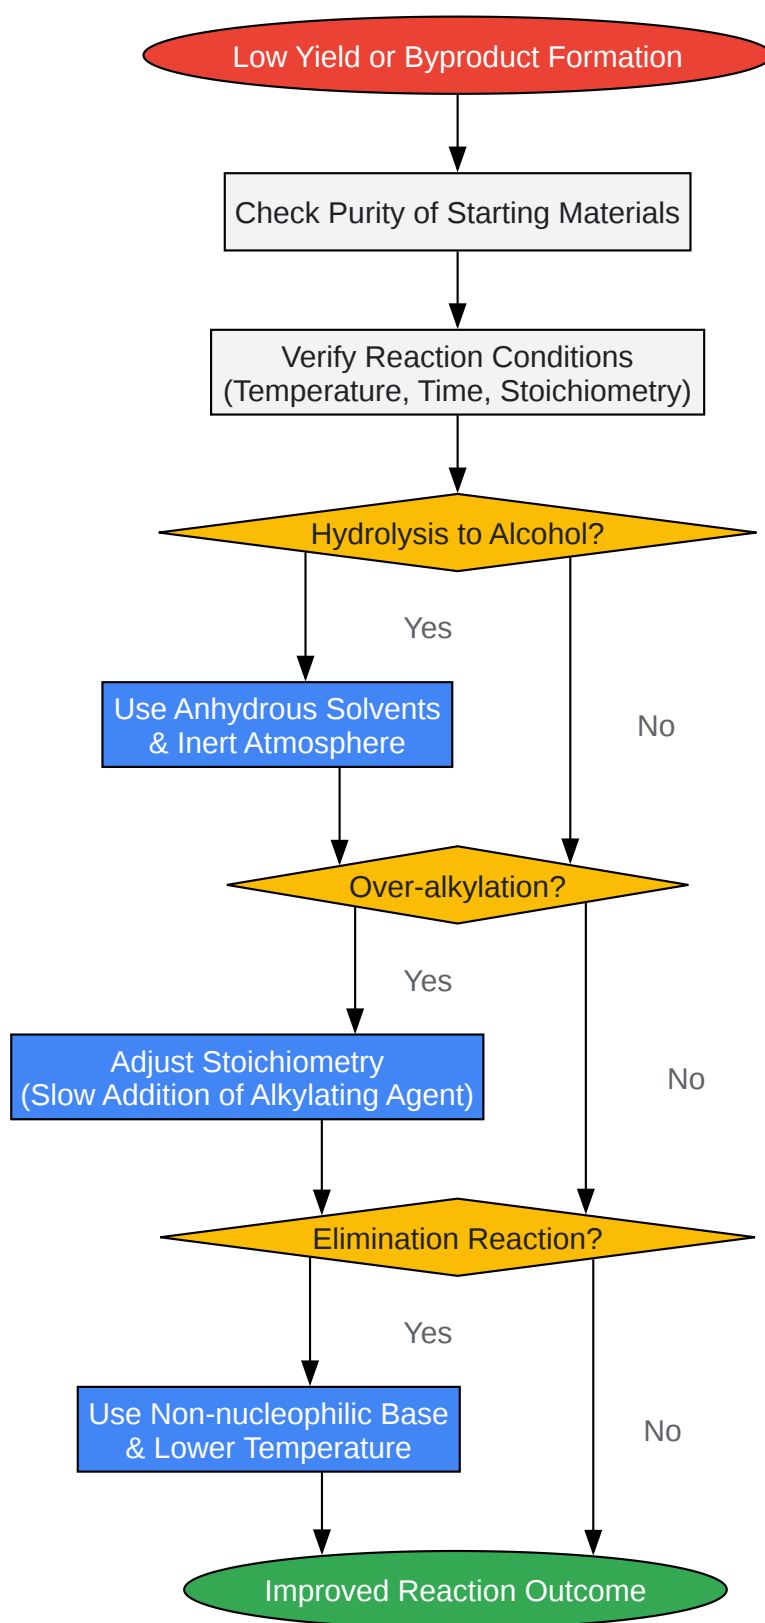 Low Yield or Byproduct Formation
Check Purity of Starting Materials
Verify Reaction Conditions
(Temperature, Time, Stoichiometry)
Hydrolysis to Alcohol?
Yes
Use Anhydrous Solvents
& Inert Atmosphere
No
Over-alkylation?
Yes
Adjust Stoichiometry
(Slow Addition of Alkylating Agent)
No
Elimination Reaction?
Yes
Use Non-nucleophilic Base
& Lower Temperature
No
Improved Reaction Outcome